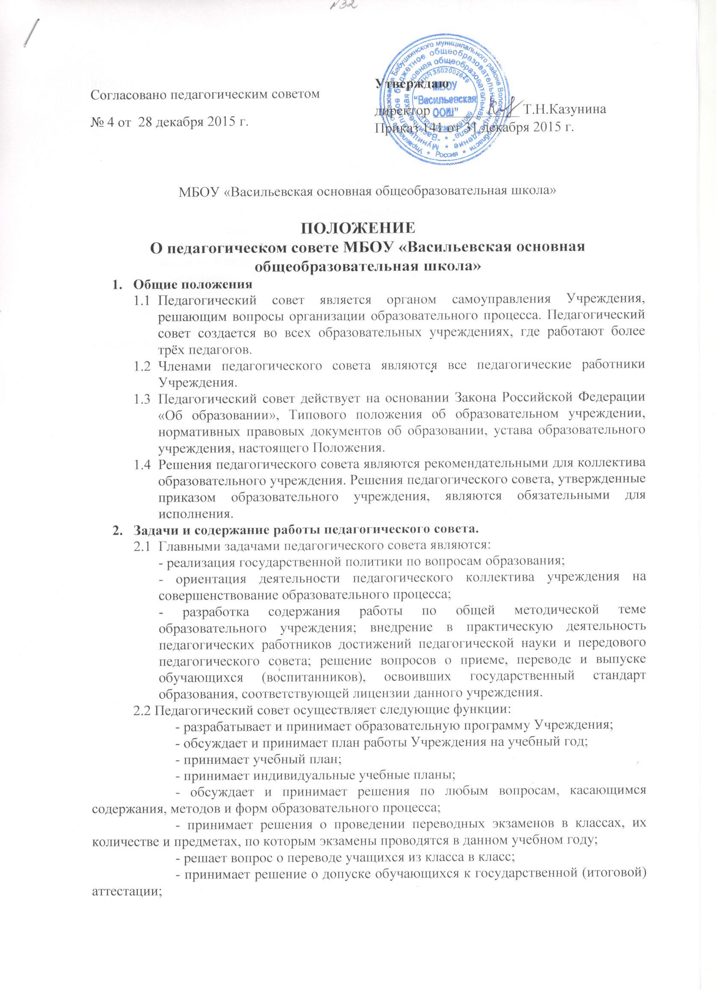 N32
Согласовано педагогическим советом
№ 4 от 28 декабря 2015 г.
Утверждаю
директор Т.Н.Казунина
Приказ 141 от 31 декабря 2015 г.
Управление образования Бабушкинского муниципального района Вологодской области * Россия *
Муниципальное бюджетное общеобразовательное учреждение *
"Васильевская основная общеобразовательная школа" *
ИНН 3502002649
МБОУ
"Васильевская
ООШ"
МБОУ «Васильевская основная общеобразовательная школа»
ПОЛОЖЕНИЕ
О педагогическом совете МБОУ «Васильевская основная
общеобразовательная школа»
1. Общие положения
1.1 Педагогический совет является органом самоуправления Учреждения,
решающим вопросы организации образовательного процесса. Педагогический
совет создается во всех образовательных учреждениях, где работают более
трёх педагогов.
1.2 Членами педагогического совета являются все педагогические работники
Учреждения.
1.3 Педагогический совет действует на основании Закона Российской Федерации
«Об образовании», Типового положения об образовательном учреждении,
нормативных правовых документов об образовании, устава образовательного
учреждения, настоящего Положения.
1.4 Решения педагогического совета являются рекомендательными для коллектива
образовательного учреждения. Решения педагогического совета, утвержденные
приказом образовательного учреждения, являются обязательными для
исполнения.
2. Задачи и содержание работы педагогического совета.
2.1 Главными задачами педагогического совета являются:
- реализация государственной политики по вопросам образования;
- ориентация деятельности педагогического коллектива учреждения на
совершенствование образовательного процесса;
- разработка содержания работы по общей методической теме
образовательного учреждения; внедрение в практическую деятельность
педагогических работников достижений педагогической науки и передового
педагогического совета; решение вопросов о приеме, переводе и выпуске
обучающихся (воспитанников), освоивших государственный стандарт
образования, соответствующей лицензии данного учреждения.
2.2 Педагогический совет осуществляет следующие функции:
- разрабатывает и принимает образовательную программу Учреждения;
- обсуждает и принимает план работы Учреждения на учебный год;
- принимает учебный план;
- принимает индивидуальные учебные планы;
- обсуждает и принимает решения по любым вопросам, касающимся
содержания, методов и форм образовательного процесса;
- принимает решения о проведении переводных экзаменов в классах, их
количестве и предметах, по которым экзамены проводятся в данном учебном году;
- решает вопрос о переводе учащихся из класса в класс;
- принимает решение о допуске обучающихся к государственной (итоговой)
аттестации;